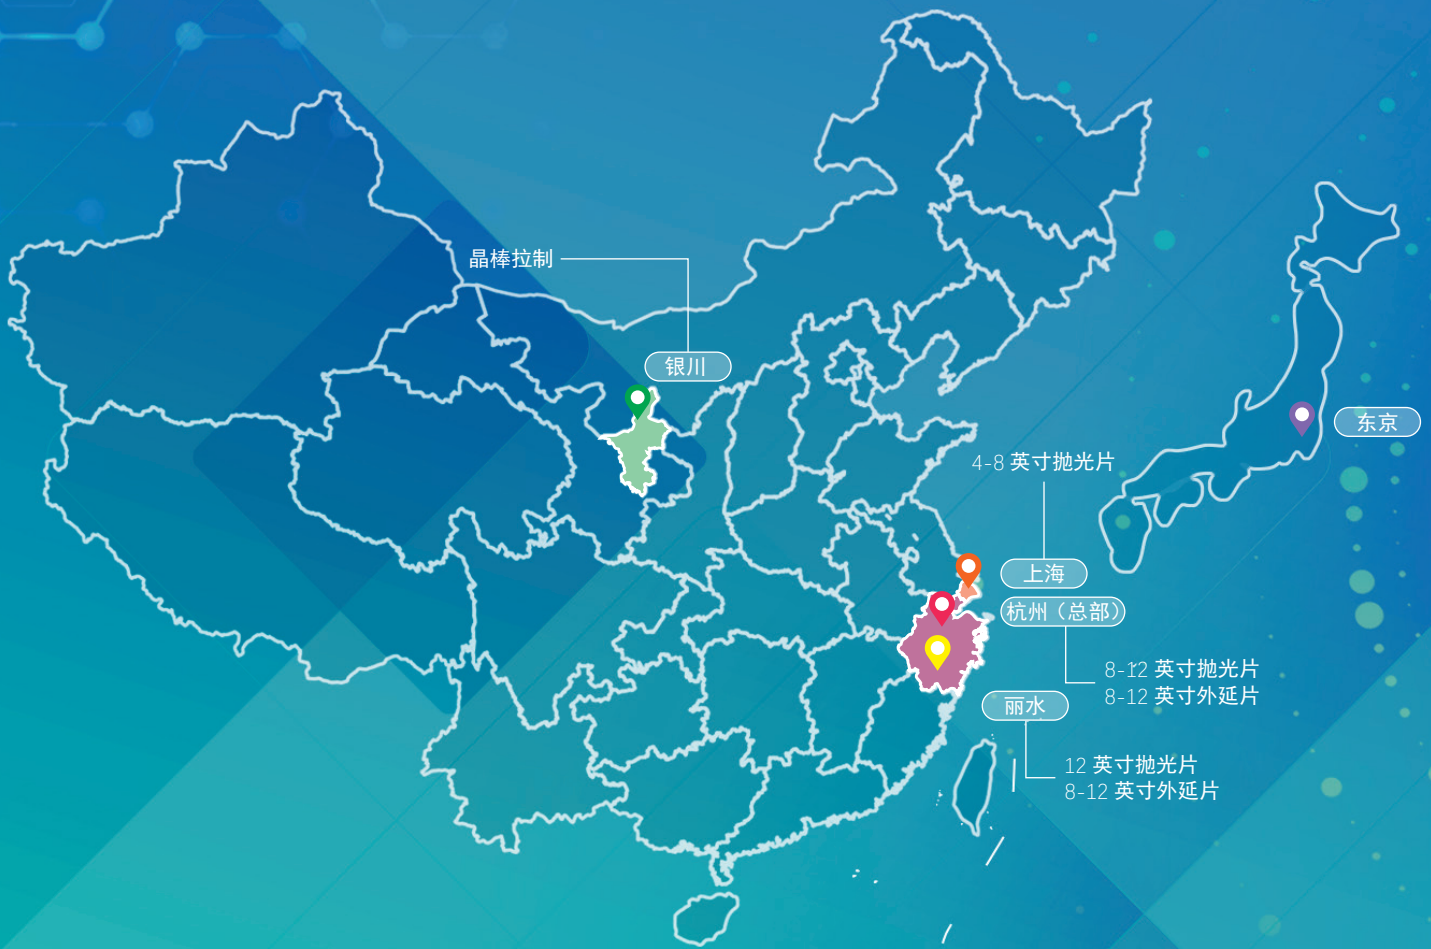 晶棒拉制
银川
东京
4-8 英寸抛光片
上海
杭州（总部）
8-12 英寸抛光片
8-12 英寸外延片
丽水
12 英寸抛光片
8-12 英寸外延片